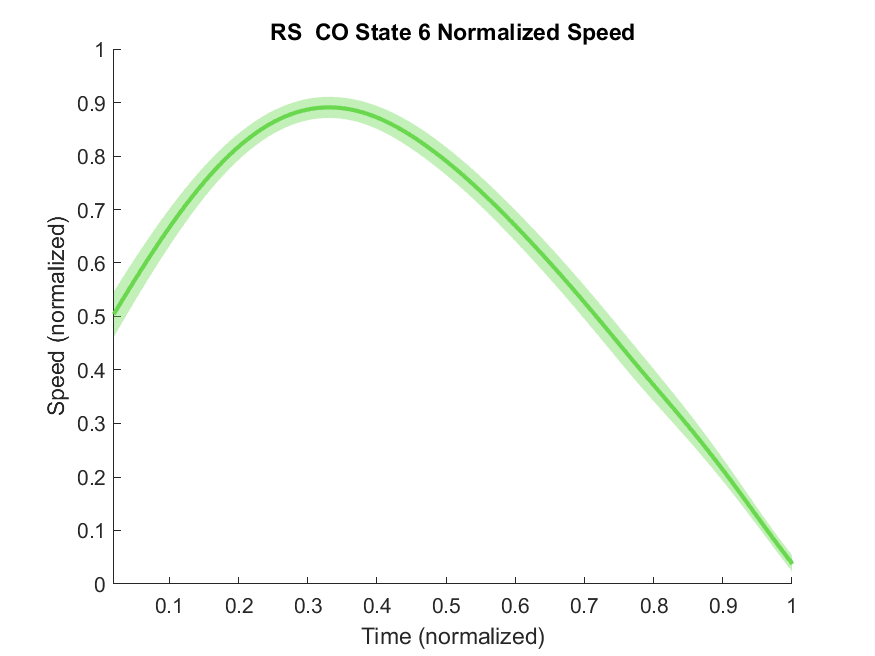 RS  CO State 6 Normalized Speed
1
0.9
0.8
0.7
0.6
0.5
0.4
0.3
0.2
0.1
0
Speed (normalized)
0.1 0.2 0.3 0.4 0.5 0.6 0.7 0.8 0.9 1
Time (normalized)